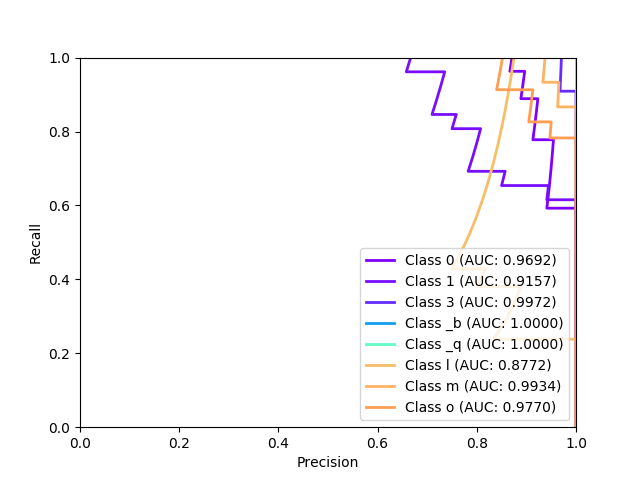 1.0
0.8
0.6
0.4
0.2
0.0
Recall
0.0 0.2 0.4 0.6 0.8 1.0
Precision
Class 0 (AUC: 0.9692)
Class 1 (AUC: 0.9157)
Class 3 (AUC: 0.9972)
Class _b (AUC: 1.0000)
Class _q (AUC: 1.0000)
Class l (AUC: 0.8772)
Class m (AUC: 0.9934)
Class o (AUC: 0.9770)